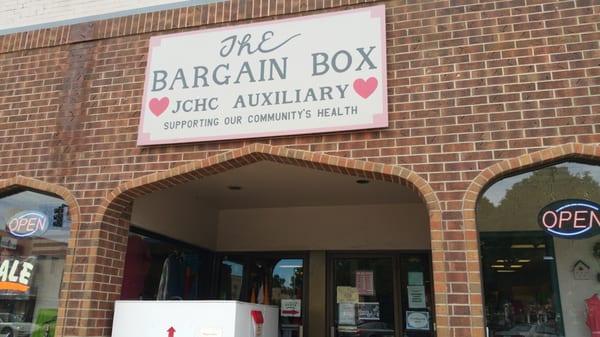 The
BARGAIN BOX
JCHC AUXILIARY
SUPPORTING OUR COMMUNITY'S HEALTH
OPEN
OPEN
ALE